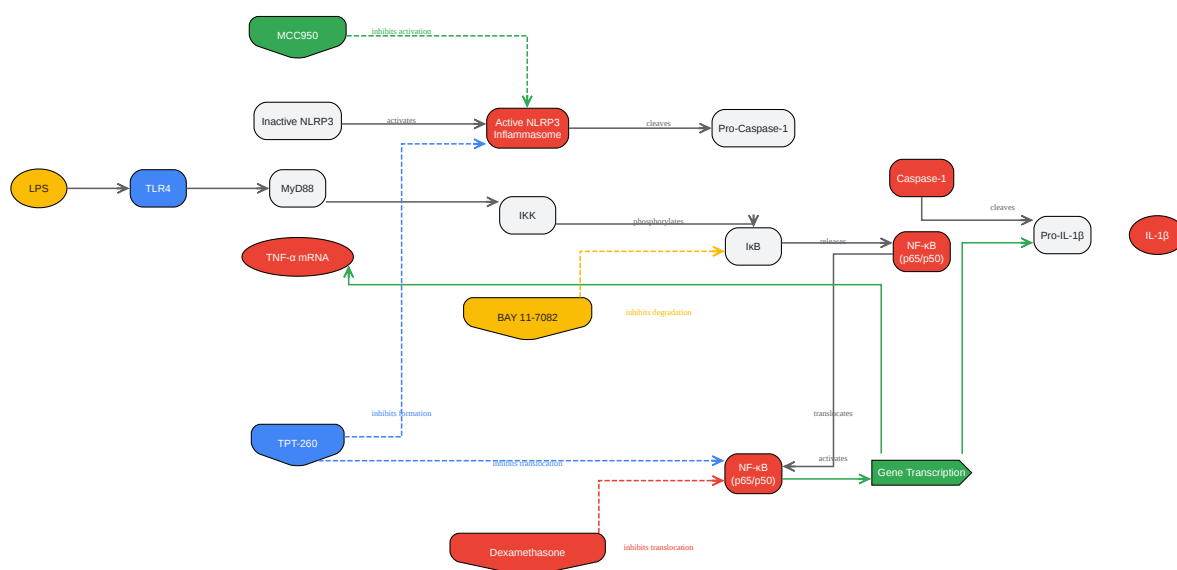 MCC950
inhibits activation
Inactive NLRP3
activates
Active NLRP3
Inflammasome
cleaves
Pro-Caspase-1
LPS
TLR4
MyD88
IKK
phosphorylates
IκB
releases
Caspase-1
cleaves
NF-κB
(p65/p50)
Pro-IL-1β
IL-1β
TNF-α mRNA
BAY 11-7082
inhibits degradation
inhibits formation
translocates
TPT-260
inhibits translocation
activates
NF-κB
(p65/p50)
Gene Transcription
Dexamethasone
inhibits translocation